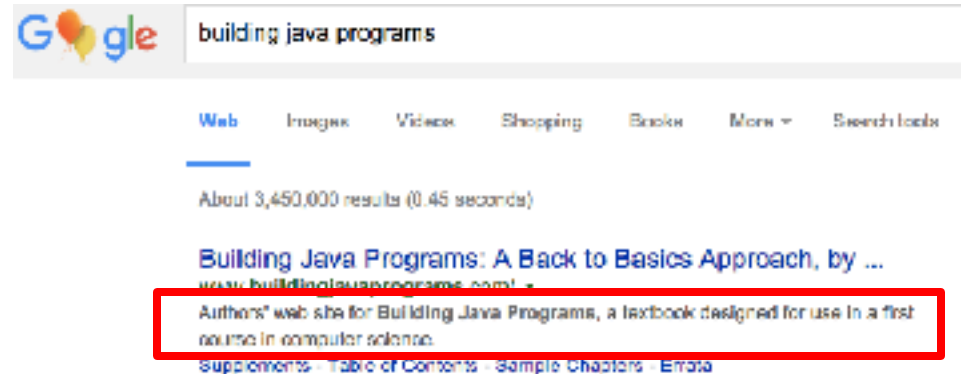 G gle
building java programs
Web Images Videos Shopping Books More Search tools
About 3,450,000 results (0.45 seconds)
Building Java Programs: A Back to Basics Approach, by ...
www.buildingjavaprograms.com/
Authors' web site for Building Java Programs, a textbook designed for use in a first
course in computer science.
Supplements - Table of Contents - Sample Chapters - Errata